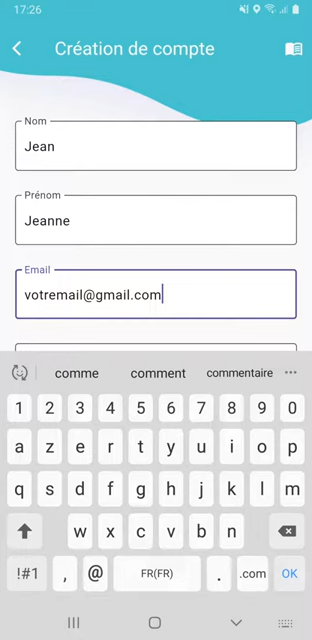 17:26
Création de compte
Nom
Jean
Prénom
Jeanne
Email
votremail@gmail.com
comme comment commentaire
1 2 3 4 5 6 7 8 9 0
a z e r t y u i o p
q s d f g h j k l m
w x c v b n
!#1 , @ FR(FR) . .com OK